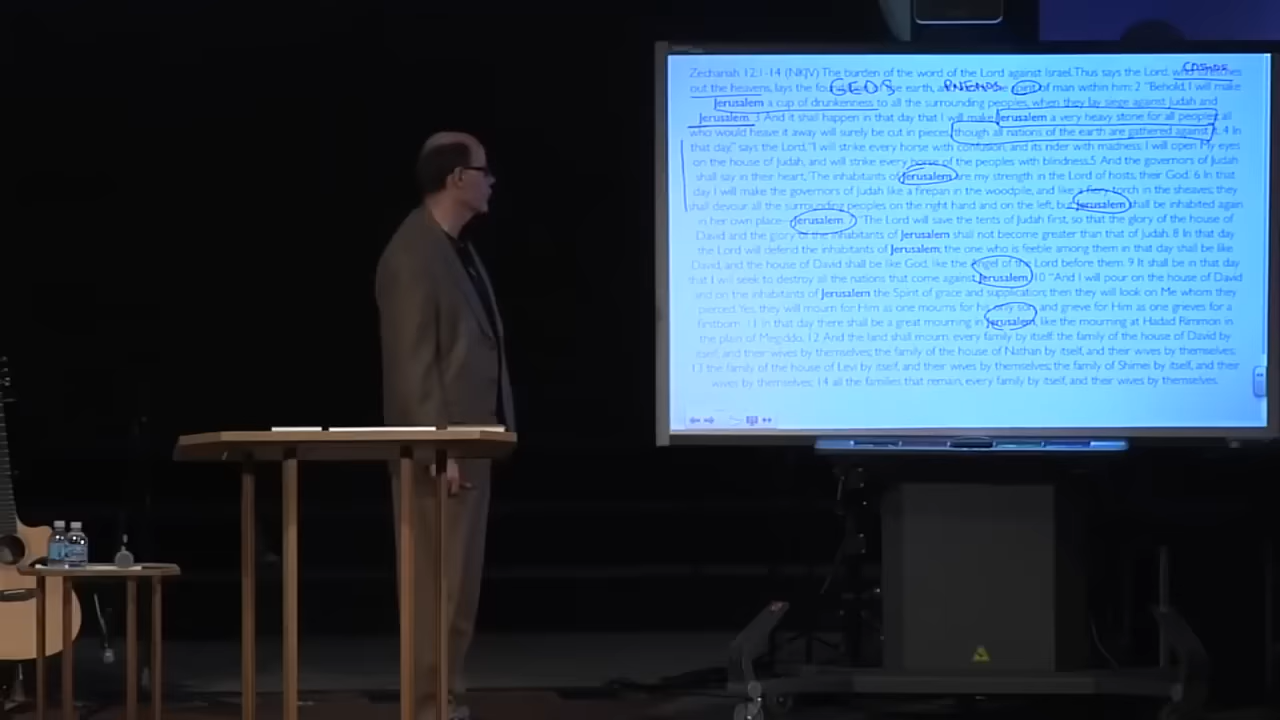 COSMOS
Zechariah 12:1-14 (NKJV) The burden of the word of the Lord against Israel. Thus says the Lord, who stretches
GEOS PNEMOS
out the heavens, lays the foundation of the earth, and forms the spirit of man within him: 2 "Behold, I will make
Jerusalem a cup of drunkenness to all the surrounding peoples, when they lay siege against Judah and
Jerusalem. 3 And it shall happen in that day that I will make Jerusalem a very heavy stone for all peoples; all
who would heave it away will surely be cut in pieces, though all nations of the earth are gathered against it. 4 In
that day," says the Lord, "I will strike every horse with confusion, and its rider with madness; I will open My eyes
on the house of Judah, and will strike every horse of the peoples with blindness. 5 And the governors of Judah
shall say in their heart, 'The inhabitants of Jerusalem are my strength in the Lord of hosts, their God.' 6 In that
day I will make the governors of Judah like a firepan in the woodpile, and like a fiery torch in the sheaves; they
shall devour all the surrounding peoples on the right hand and on the left, but Jerusalem shall be inhabited again
in her own place—Jerusalem. 7 "The Lord will save the tents of Judah first, so that the glory of the house of
David and the glory of the inhabitants of Jerusalem shall not become greater than that of Judah. 8 In that day
the Lord will defend the inhabitants of Jerusalem; the one who is feeble among them in that day shall be like
David, and the house of David shall be like God, like the Angel of the Lord before them. 9 It shall be in that day
that I will seek to destroy all the nations that come against Jerusalem. 10 "And I will pour on the house of David
and on the inhabitants of Jerusalem the Spirit of grace and supplication; then they will look on Me whom they
pierced. Yes, they will mourn for Him as one mourns for his only son, and grieve for Him as one grieves for a
firstborn. 11 In that day there shall be a great mourning in Jerusalem, like the mourning at Hadad Rimmon in
the plain of Megiddo. 12 And the land shall mourn, every family by itself: the family of the house of David by
itself, and their wives by themselves; the family of the house of Nathan by itself, and their wives by themselves;
13 the family of the house of Levi by itself, and their wives by themselves; the family of Shimei by itself, and their
wives by themselves; 14 all the families that remain, every family by itself, and their wives by themselves.